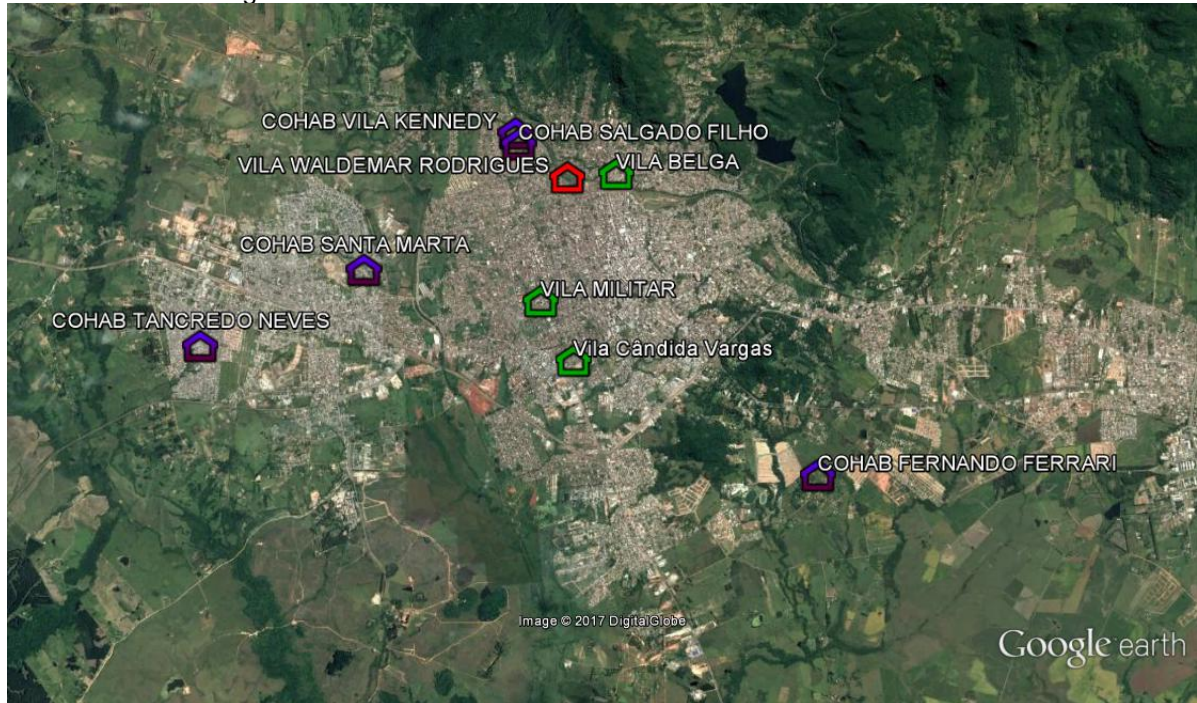 COHAB VILA KENNEDY
COHAB SALGADO FILHO
VILA WALDEMAR RODRIGUES
VILA BELGA
COHAB SANTA MARTA
VILA MILITAR
COHAB TANCREDO NEVES
Vila Cândida Vargas
COHAB FERNANDO FERRARI
Image © 2017 DigitalGlobe
Google earth